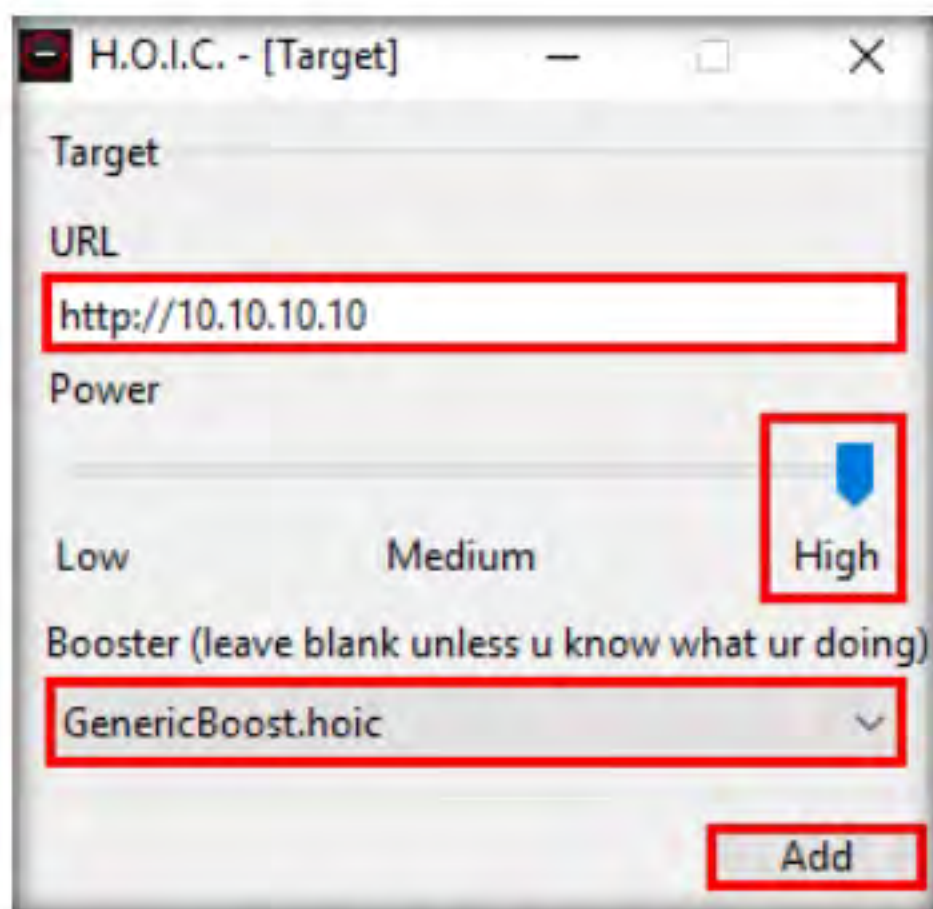 H.O.I.C. - [Target]
Target
URL
http://10.10.10.10
Power
Low Medium High
Booster (leave blank unless u know what ur doing)
GenericBoost.hoic
Add